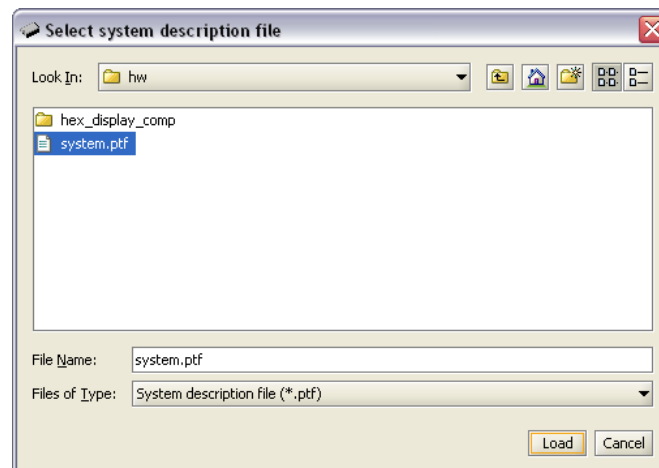 Select system description file
Look In: hw
hex_display_comp
system.ptf
File Name: system.ptf
Files of Type: System description file (*.ptf)
Load Cancel